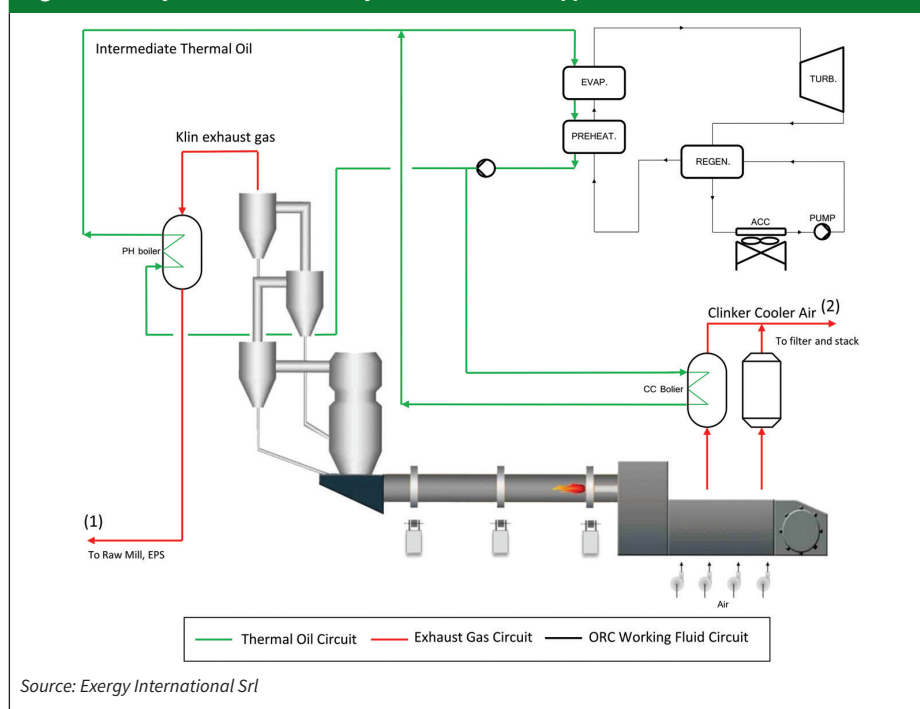 Intermediate Thermal Oil
EVAP.
TURB.
PREHEAT.
Klin exhaust gas
REGEN.
ACC
PUMP
PH boiler
Clinker Cooler Air (2)
To filter and stack
CC Bolier
(1)
To Raw Mill, EPS
Air
Thermal Oil Circuit
Exhaust Gas Circuit
ORC Working Fluid Circuit
Source: Exergy International Srl